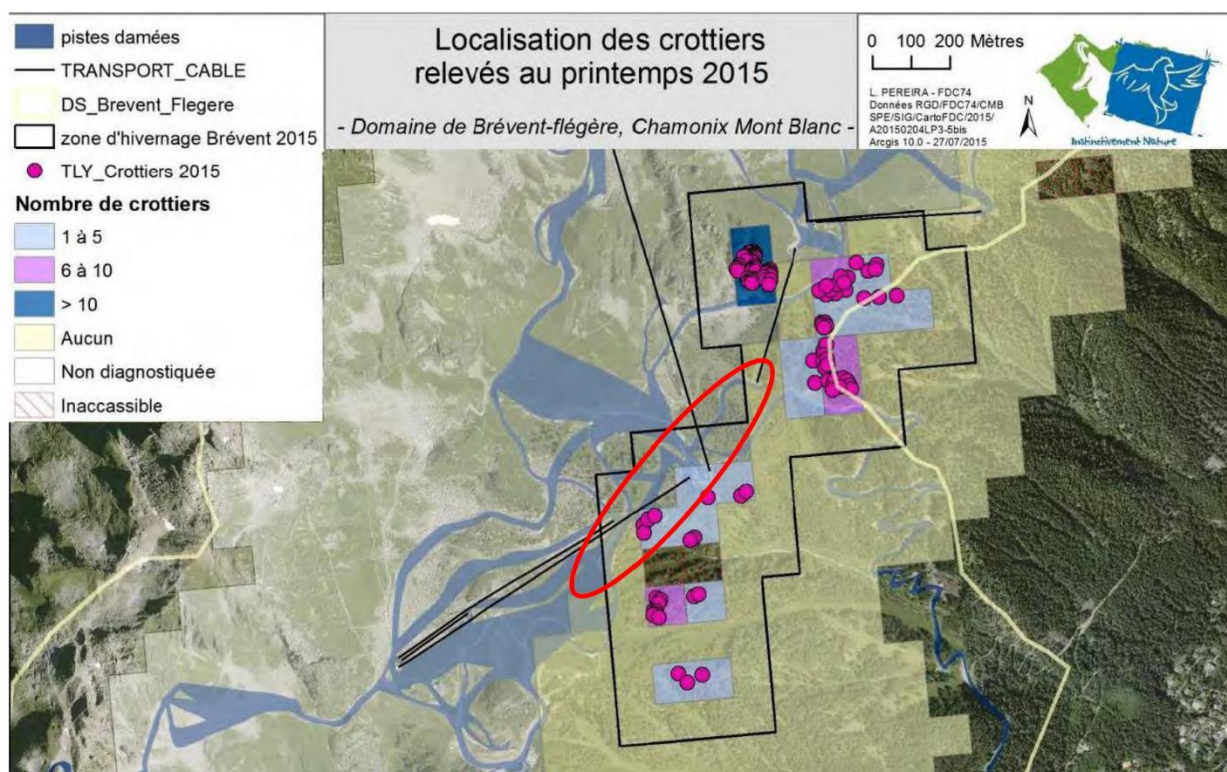 pistes damées
TRANSPORT_CABLE
DS_Brevent_Flegere
zone d'hivernage Brévent 2015
TLY_Crottiers 2015
Nombre de crottiers
1 à 5
6 à 10
> 10
Aucun
Non diagnostiquée
Inaccassible
Localisation des crottiers
relevés au printemps 2015
- Domaine de Brévent-flégère, Chamonix Mont Blanc -
0 100 200 Mètres
L. PEREIRA - FDC74
Données RGD/FDC74/CMB
SPE/SIG/CartoFDC/2015/
A20150204LP3-5bis
Arcgis 10.0 - 27/07/2015
N
Instinctivement Nature